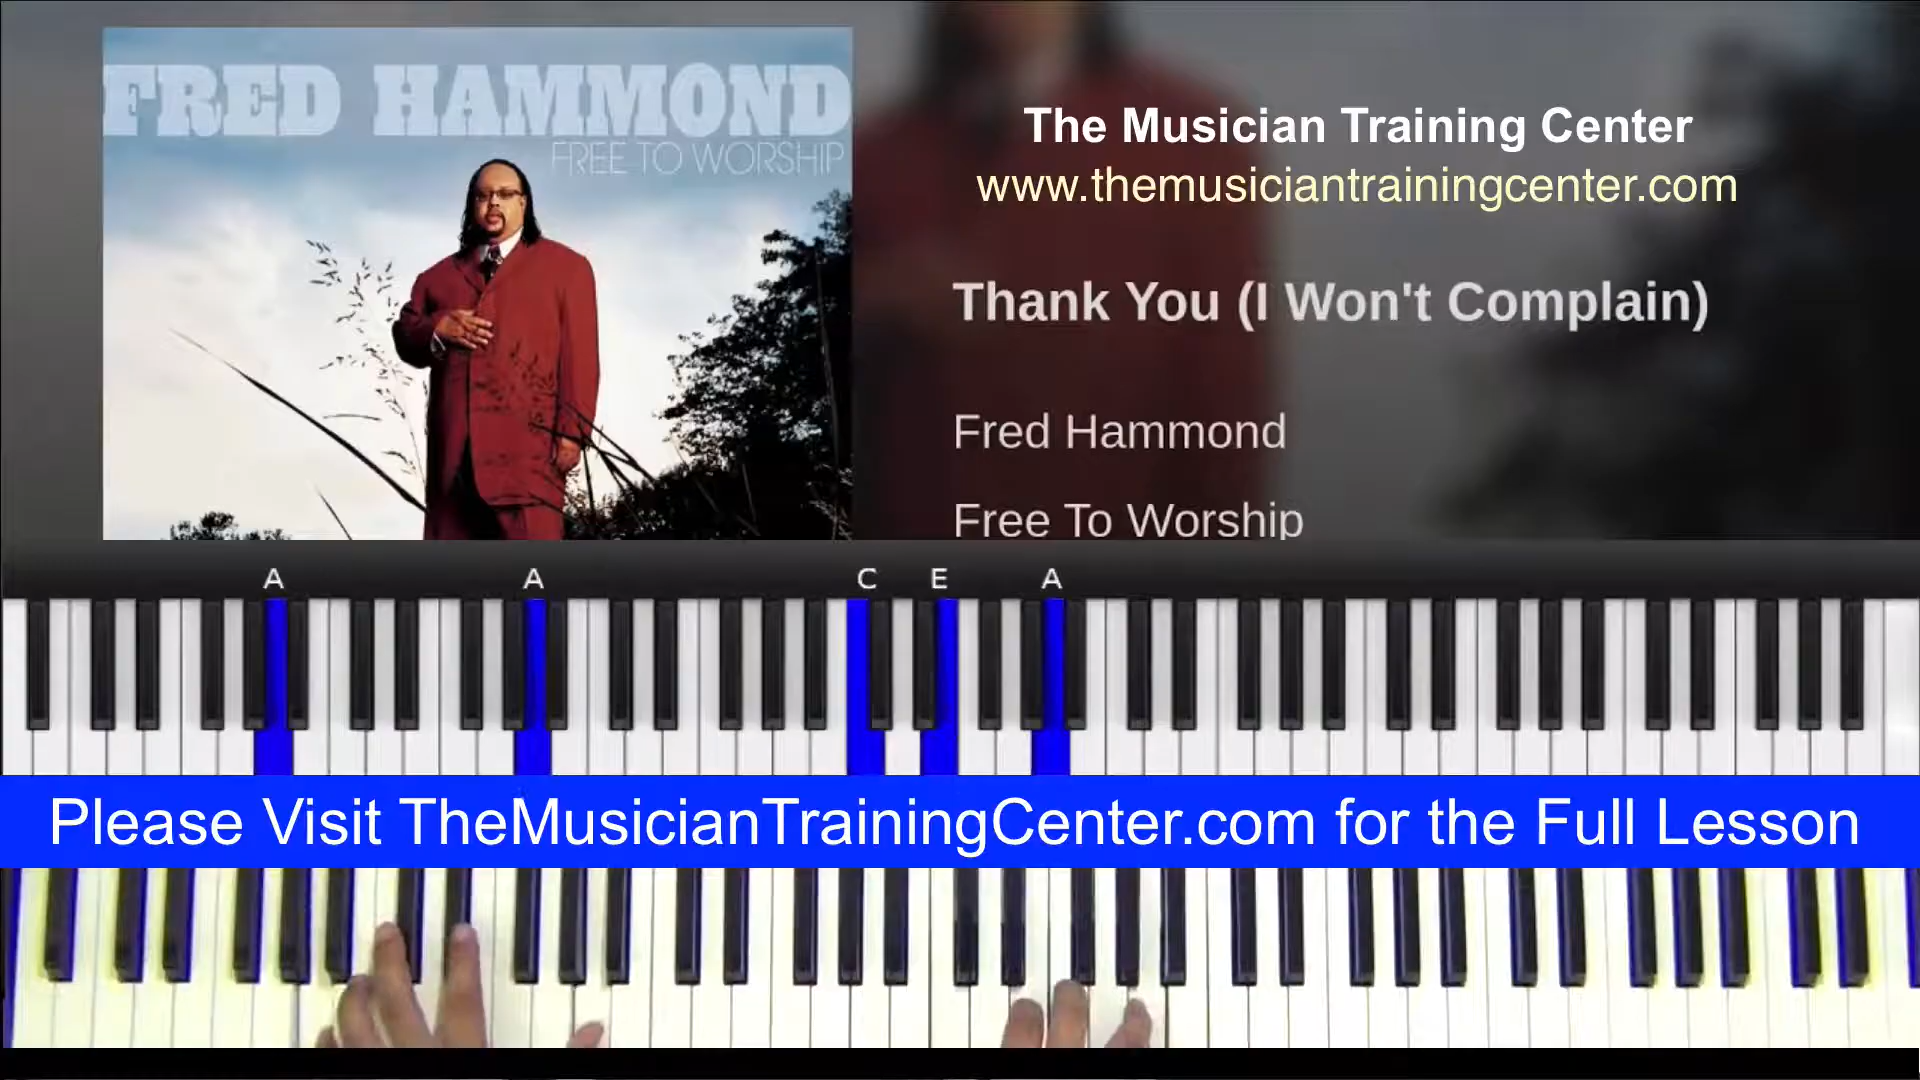 FRED HAMMOND
FREE TO WORSHIP
The Musician Training Center
www.themusiciantrainingcenter.com
Thank You (I Won't Complain)
Fred Hammond
Free To Worship
A A C E A
Please Visit TheMusicianTrainingCenter.com for the Full Lesson